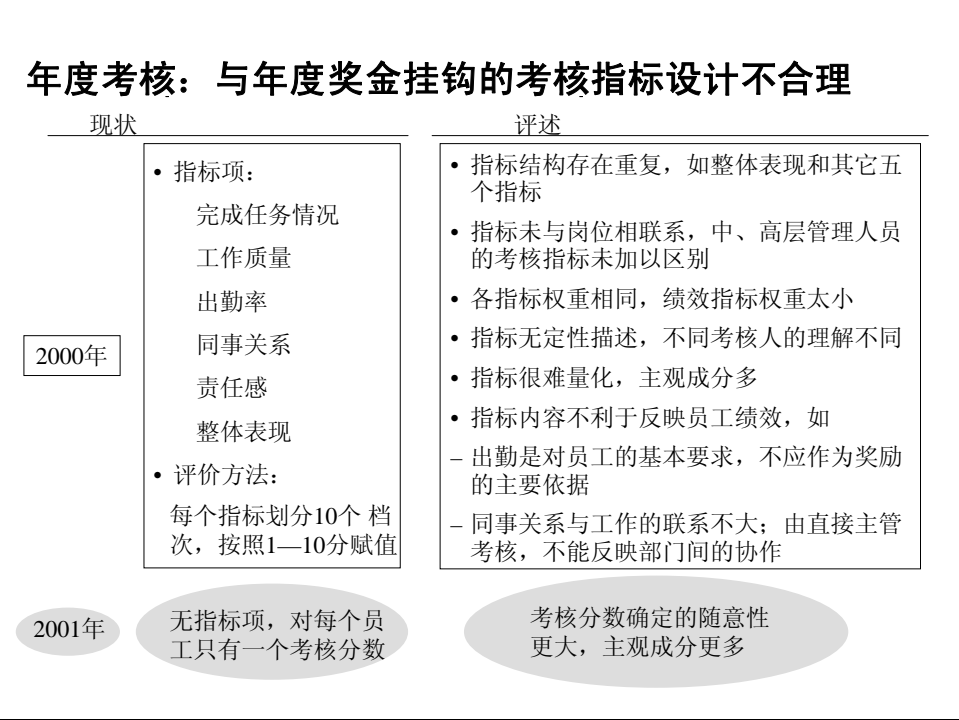 年度考核：与年度奖金挂钩的考核指标设计不合理
现状
评述
2000年
• 指标项：
完成任务情况
工作质量
出勤率
同事关系
责任感
整体表现
• 评价方法：
每个指标划分10个 档
次，按照1—10分赋值
• 指标结构存在重复，如整体表现和其它五
个指标
• 指标未与岗位相联系，中、高层管理人员
的考核指标未加以区别
• 各指标权重相同，绩效指标权重太小
• 指标无定性描述，不同考核人的理解不同
• 指标很难量化，主观成分多
• 指标内容不利于反映员工绩效，如
– 出勤是对员工的基本要求，不应作为奖励
的主要依据
– 同事关系与工作的联系不大；由直接主管
考核，不能反映部门间的协作
2001年
无指标项，对每个员
工只有一个考核分数
考核分数确定的随意性
更大，主观成分更多